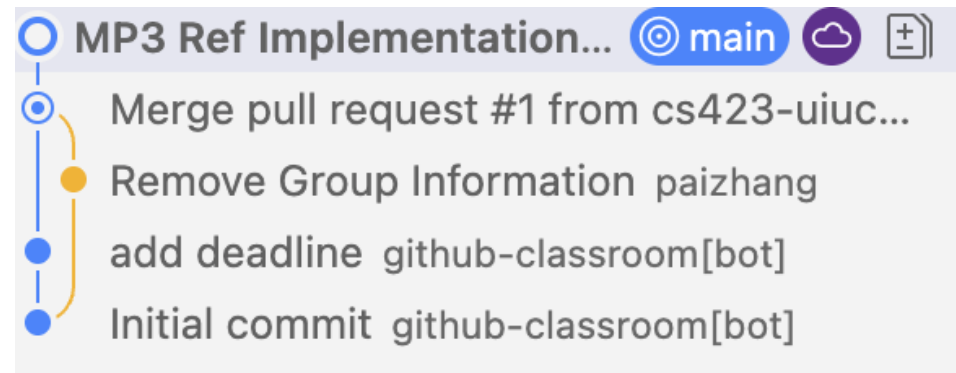 MP3 Ref Implementation... main
Merge pull request #1 from cs423-uiuc...
Remove Group Information paizhang
add deadline github-classroom[bot]
Initial commit github-classroom[bot]